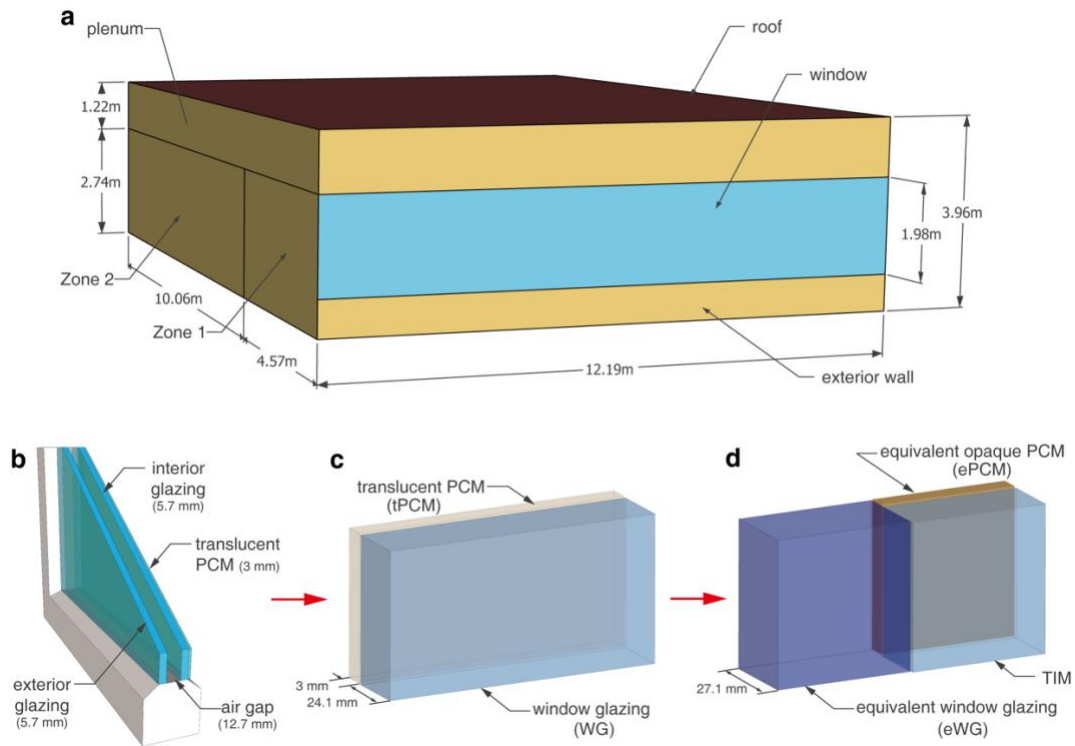 a
plenum
roof
window
1.22m
2.74m
3.96m
1.98m
Zone 2
10.06m
Zone 1
4.57m
12.19m
exterior wall
b
interior
glazing
(5.7 mm)
translucent
PCM (3 mm)
exterior
glazing
(5.7 mm)
air gap
(12.7 mm)
c
translucent PCM
(tPCM)
3 mm
24.1 mm
window glazing
(WG)
d
equivalent opaque PCM
(ePCM)
27.1 mm
TIM
equivalent window glazing
(eWG)